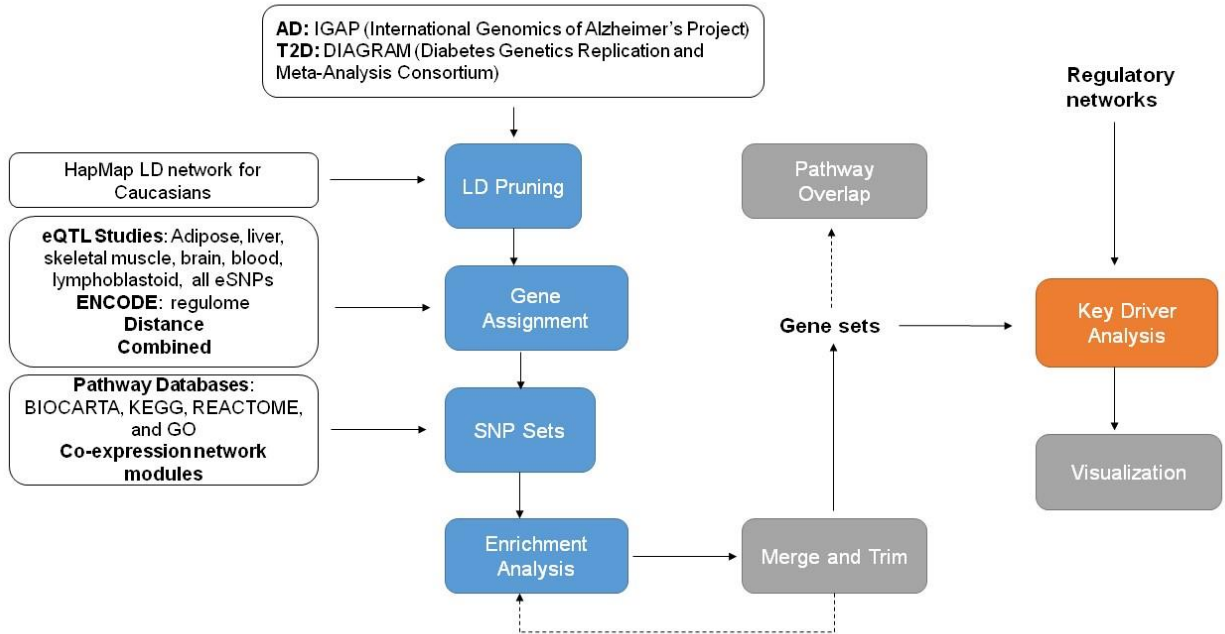 AD: IGAP (International Genomics of Alzheimer's Project)
T2D: DIAGRAM (Diabetes Genetics Replication and
Meta-Analysis Consortium)
Regulatory
networks
HapMap LD network for
Caucasians
LD Pruning
Pathway
Overlap
eQTL Studies: Adipose, liver,
skeletal muscle, brain, blood,
lymphoblastoid, all eSNPs
ENCODE: regulome
Distance
Combined
Gene
Assignment
Gene sets
Key Driver
Analysis
Pathway Databases:
BIOCARTA, KEGG, REACTOME,
and GO
Co-expression network
modules
SNP Sets
Visualization
Enrichment
Analysis
Merge and Trim